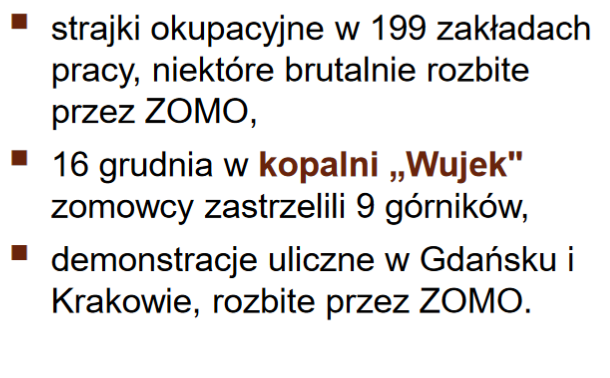 strajki okupacyjne w 199 zakładach
pracy, niektóre brutalnie rozbite
przez ZOMO,
16 grudnia w kopalni „Wujek"
zomowcy zastrzelili 9 górników,
demonstracje uliczne w Gdańsku i
Krakowie, rozbite przez ZOMO.